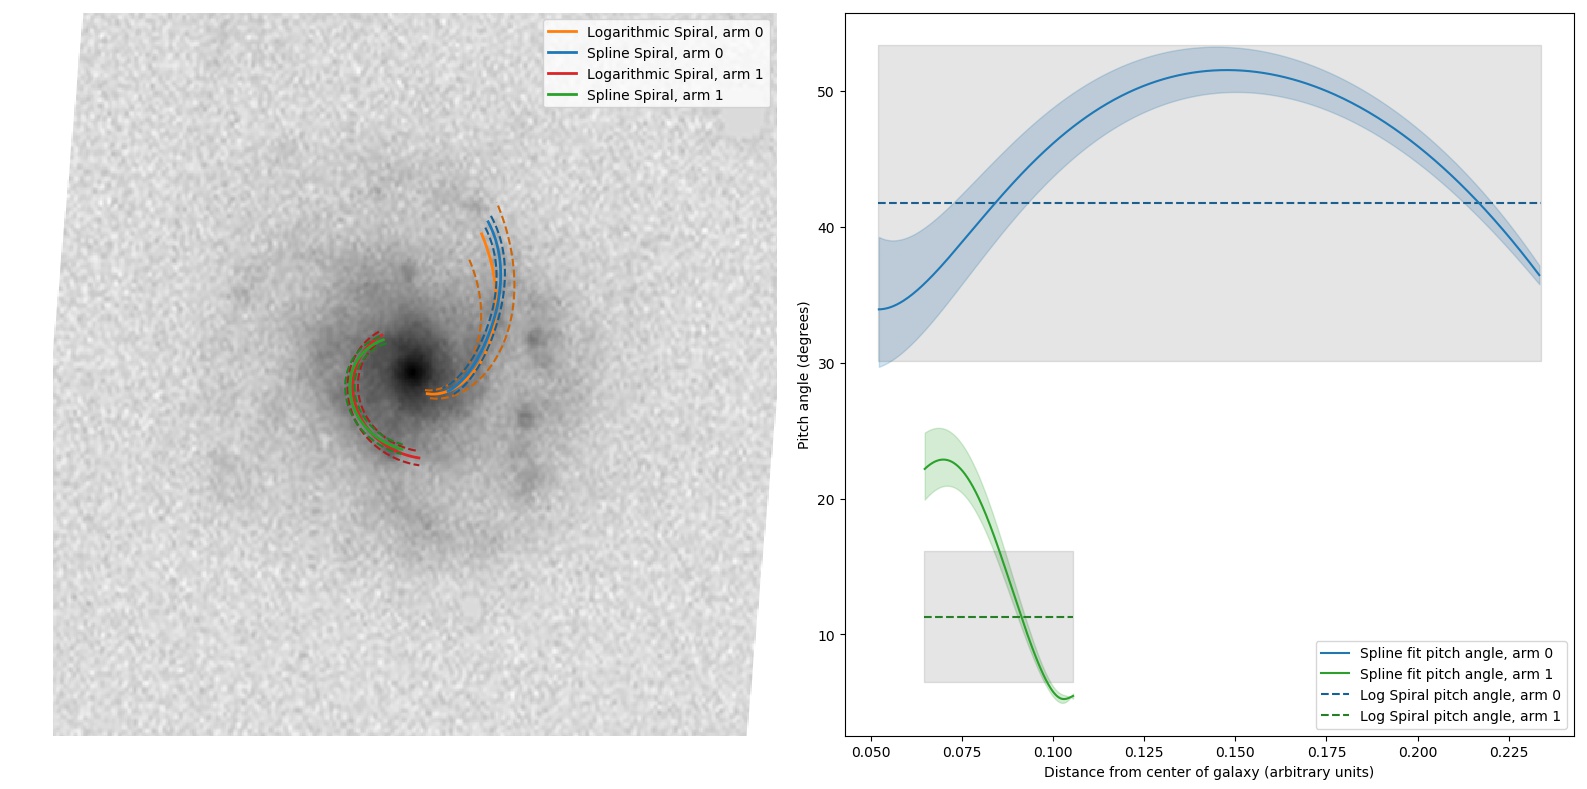 Logarithmic Spiral, arm 0
Spline Spiral, arm 0
Logarithmic Spiral, arm 1
Spline Spiral, arm 1
Pitch angle (degrees)
50
40
30
20
10
Spline fit pitch angle, arm 0
Spline fit pitch angle, arm 1
Log Spiral pitch angle, arm 0
Log Spiral pitch angle, arm 1
0.050 0.075 0.100 0.125 0.150 0.175 0.200 0.225
Distance from center of galaxy (arbitrary units)